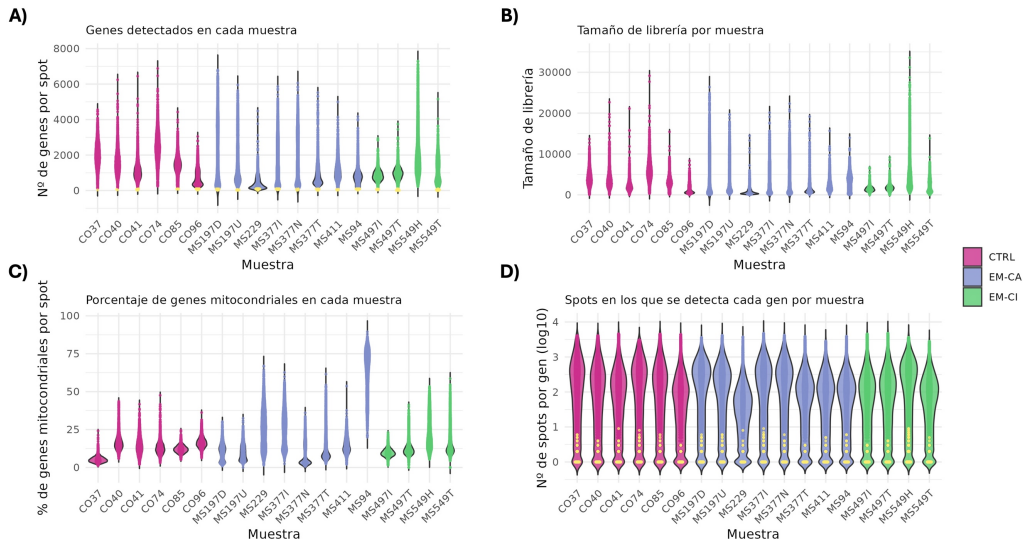 A)
Genes detectados en cada muestra
Nº de genes por spot
8000
6000
4000
2000
0
CO37 CO40 CO41 CO74 CO85 CO96 MS197D MS197U MS229 MS377I MS377N MS377T MS411 MS94 MS497I MS497T MS549H MS549T
Muestra
B)
Tamaño de librería por muestra
Tamaño de librería
30000
20000
10000
0
CO37 CO40 CO41 CO74 CO85 CO96 MS197D MS197U MS229 MS377I MS377N MS377T MS411 MS94 MS497I MS497T MS549H MS549T
Muestra
C)
Porcentaje de genes mitocondriales en cada muestra
% de genes mitocondriales por spot
100
75
50
25
0
CO37 CO40 CO41 CO74 CO85 CO96 MS197D MS197U MS229 MS377I MS377N MS377T MS411 MS94 MS497I MS497T MS549H MS549T
Muestra
D)
Spots en los que se detecta cada gen por muestra
Nº de spots por gen (log10)
4
3
2
1
0
CO37 CO40 CO41 CO74 CO85 CO96 MS197D MS197U MS229 MS377I MS377N MS377T MS411 MS94 MS497I MS497T MS549H MS549T
Muestra
CTRL
EM-CA
EM-CI